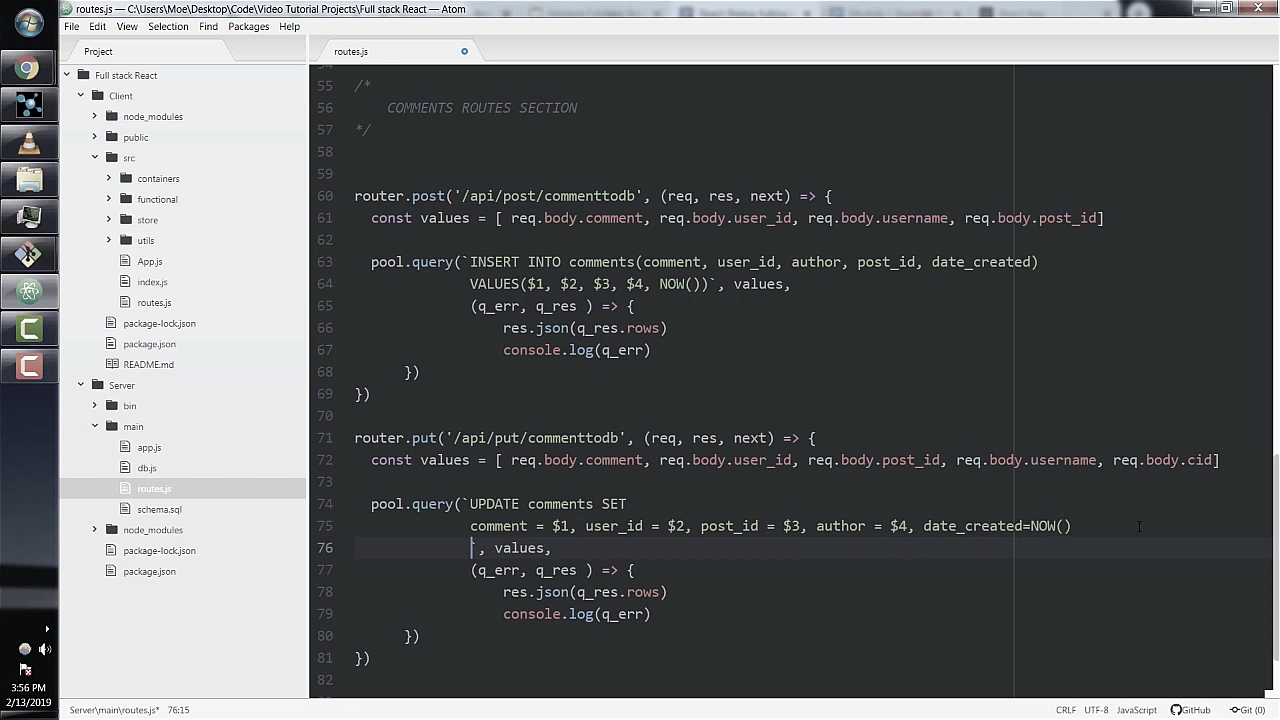 routes.js — C:\Users\Moe\Desktop\Code\Video Tutorial Projects\Full stack React — Atom
File Edit View Selection Find Packages Help
Project
routes.js
Full stack React
Client
node_modules
public
src
containers
functional
store
utils
App.js
index.js
routes.js
package-lock.json
package.json
README.md
Server
bin
main
app.js
db.js
routes.js
schema.sql
node_modules
package-lock.json
package.json
54
55 /*
56 COMMENTS ROUTES SECTION
57 */
58
59
60 router.post('/api/post/commenttodb', (req, res, next) => {
61 const values = [ req.body.comment, req.body.user_id, req.body.username, req.body.post_id]
62
63 pool.query(`INSERT INTO comments(comment, user_id, author, post_id, date_created)
64 VALUES($1, $2, $3, $4, NOW())`, values,
65 (q_err, q_res ) => {
66 res.json(q_res.rows)
67 console.log(q_err)
68 })
69 })
70
71 router.put('/api/put/commenttodb', (req, res, next) => {
72 const values = [ req.body.comment, req.body.user_id, req.body.post_id, req.body.username, req.body.cid]
73
74 pool.query(`UPDATE comments SET
75 comment = $1, user_id = $2, post_id = $3, author = $4, date_created=NOW()
76 `, values,
77 (q_err, q_res ) => {
78 res.json(q_res.rows)
79 console.log(q_err)
80 })
81 })
82
3:56 PM
2/13/2019
Server\main\routes.js* 76:15
CRLF UTF-8 JavaScript GitHub Git (0)